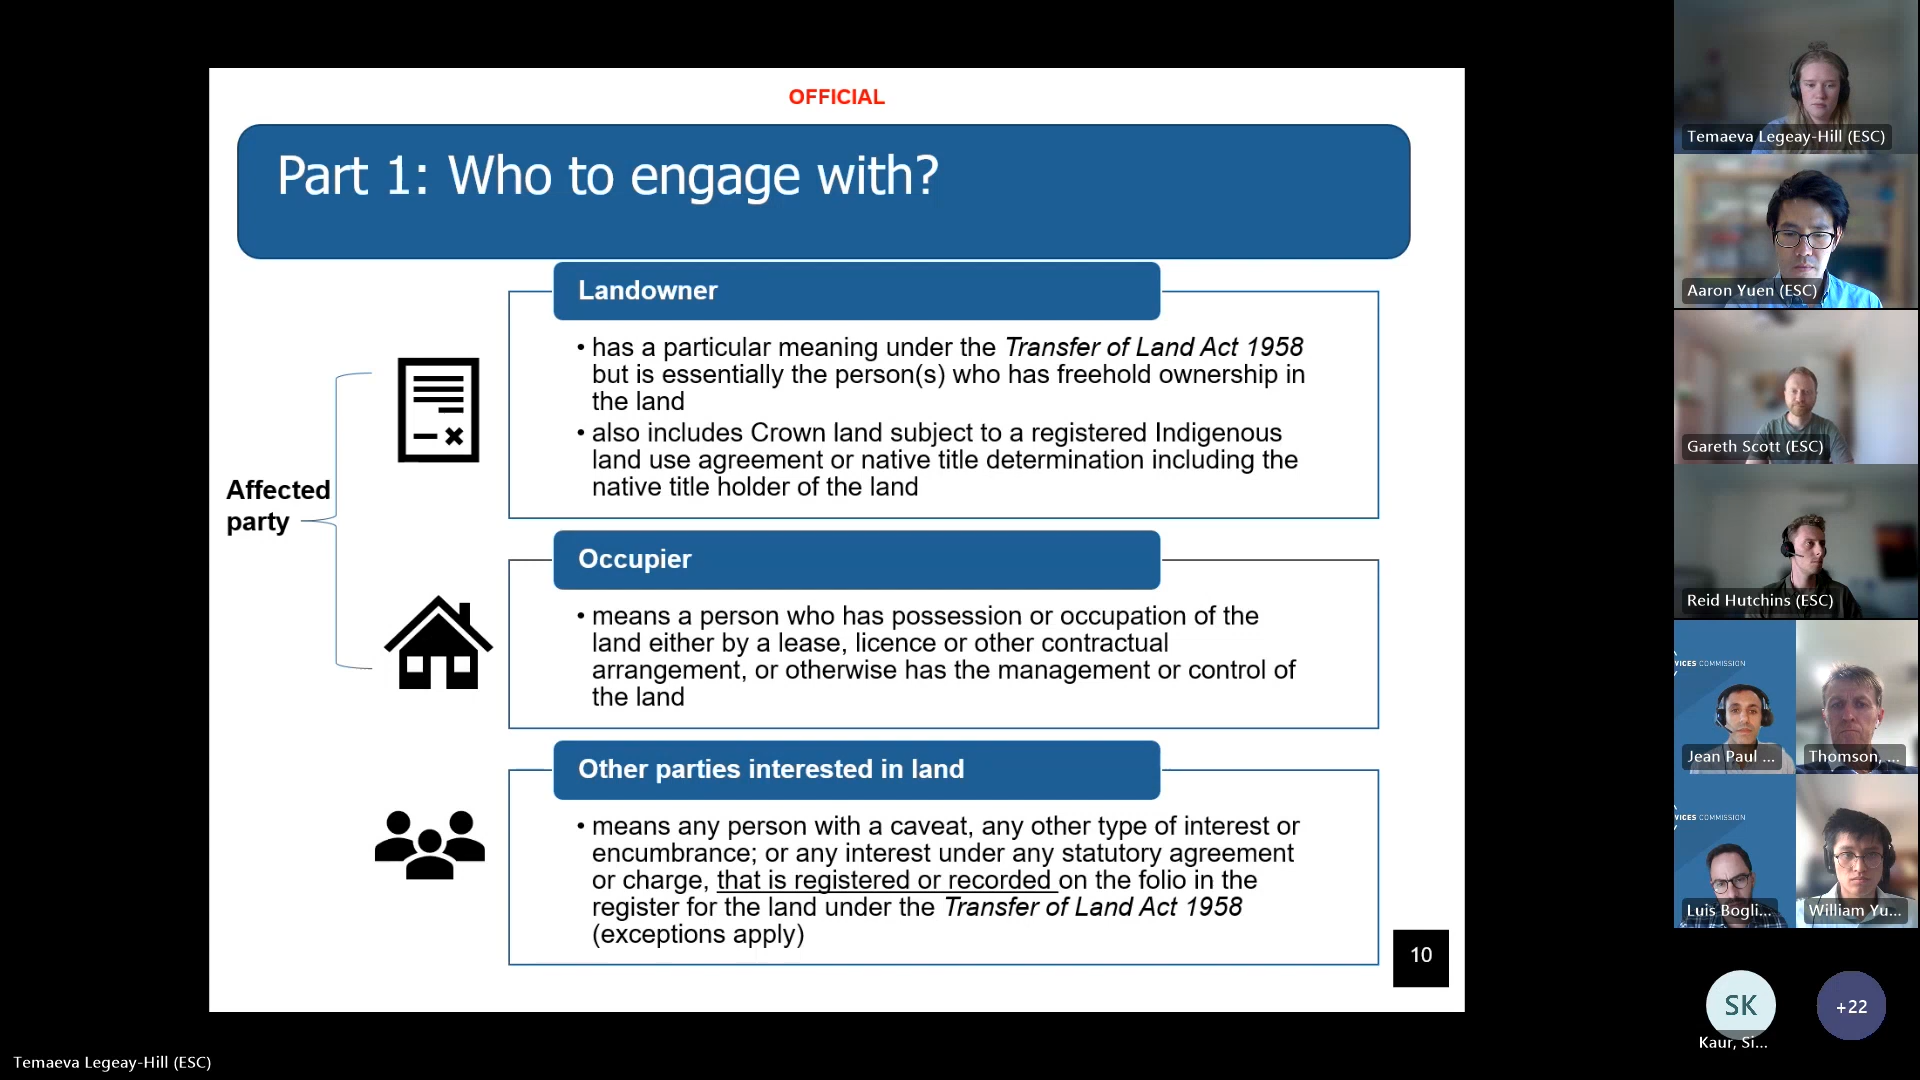 OFFICIAL
Part 1: Who to engage with?
Landowner
• has a particular meaning under the Transfer of Land Act 1958
but is essentially the person(s) who has freehold ownership in
the land
• also includes Crown land subject to a registered Indigenous
land use agreement or native title determination including the
native title holder of the land
Affected
party
Occupier
• means a person who has possession or occupation of the
land either by a lease, licence or other contractual
arrangement, or otherwise has the management or control of
the land
Other parties interested in land
• means any person with a caveat, any other type of interest or
encumbrance; or any interest under any statutory agreement
or charge, that is registered or recorded on the folio in the
register for the land under the Transfer of Land Act 1958
(exceptions apply)
10
Temaeva Legeay-Hill (ESC)
Aaron Yuen (ESC)
Gareth Scott (ESC)
Reid Hutchins (ESC)
VICES COMMISSION
Jean Paul ...
Thomson, ...
VICES COMMISSION
Luis Bogli...
William Yu...
SK
+22
Kaur, Si...
Temaeva Legeay-Hill (ESC)